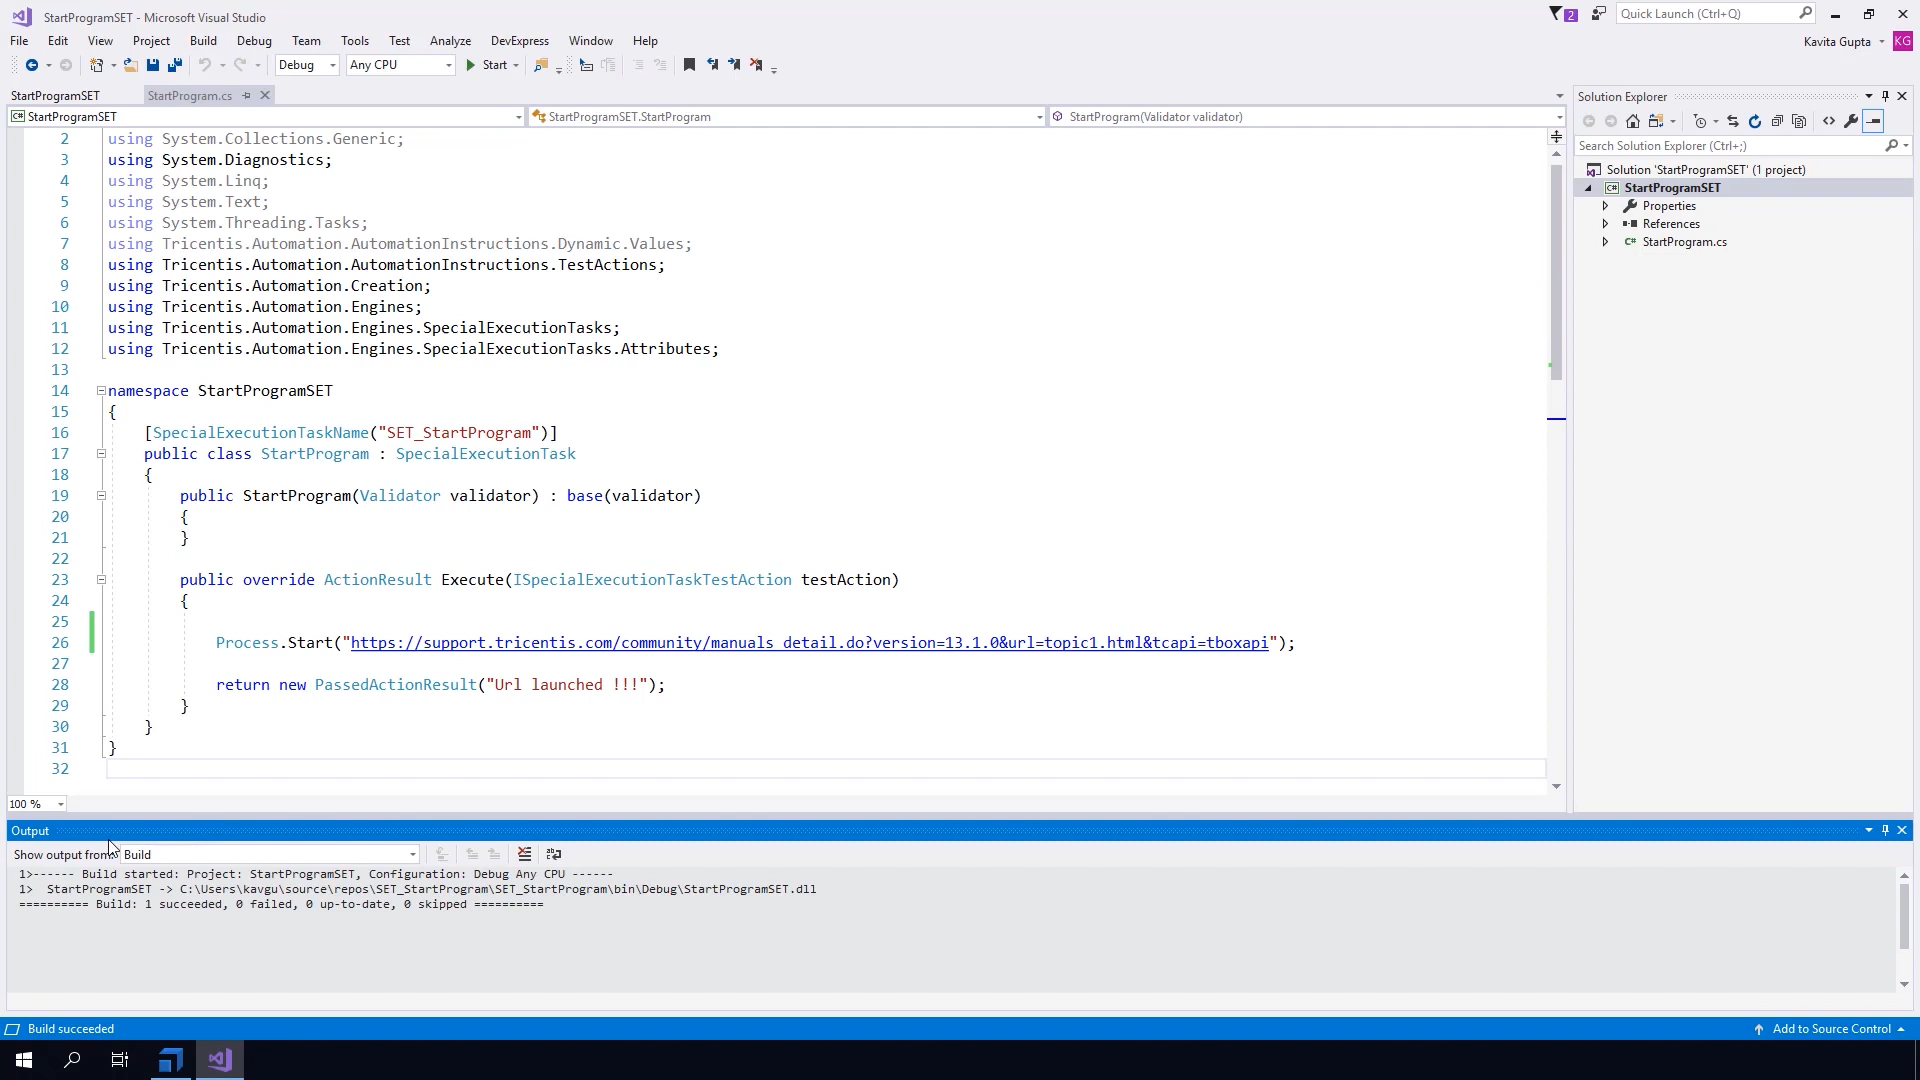 StartProgramSET - Microsoft Visual Studio
2
Quick Launch (Ctrl+Q)
File Edit View Project Build Debug Team Tools Test Analyze DevExpress Window Help
Kavita Gupta KG
Debug Any CPU Start
StartProgramSET StartProgram.cs
StartProgramSET StartProgramSET.StartProgram StartProgram(Validator validator)
2 using System.Collections.Generic;
3 using System.Diagnostics;
4 using System.Linq;
5 using System.Text;
6 using System.Threading.Tasks;
7 using Tricentis.Automation.AutomationInstructions.Dynamic.Values;
8 using Tricentis.Automation.AutomationInstructions.TestActions;
9 using Tricentis.Automation.Creation;
10 using Tricentis.Automation.Engines;
11 using Tricentis.Automation.Engines.SpecialExecutionTasks;
12 using Tricentis.Automation.Engines.SpecialExecutionTasks.Attributes;
13
14 namespace StartProgramSET
15 {
16 [SpecialExecutionTaskName("SET_StartProgram")]
17 public class StartProgram : SpecialExecutionTask
18 {
19 public StartProgram(Validator validator) : base(validator)
20 {
21 }
22
23 public override ActionResult Execute(ISpecialExecutionTaskTestAction testAction)
24 {
25
26 Process.Start("https://support.tricentis.com/community/manuals_detail.do?version=13.1.0&url=topic1.html&tcapi=tboxapi");
27
28 return new PassedActionResult("Url launched !!!");
29 }
30 }
31 }
32
100 %
Solution Explorer
Search Solution Explorer (Ctrl+;)
Solution 'StartProgramSET' (1 project)
StartProgramSET
Properties
References
StartProgram.cs
Output
Show output from: Build
1>------ Build started: Project: StartProgramSET, Configuration: Debug Any CPU ------
1> StartProgramSET -> C:\Users\kavgu\source\repos\SET_StartProgram\SET_StartProgram\bin\Debug\StartProgramSET.dll
========== Build: 1 succeeded, 0 failed, 0 up-to-date, 0 skipped ==========
Build succeeded
Add to Source Control